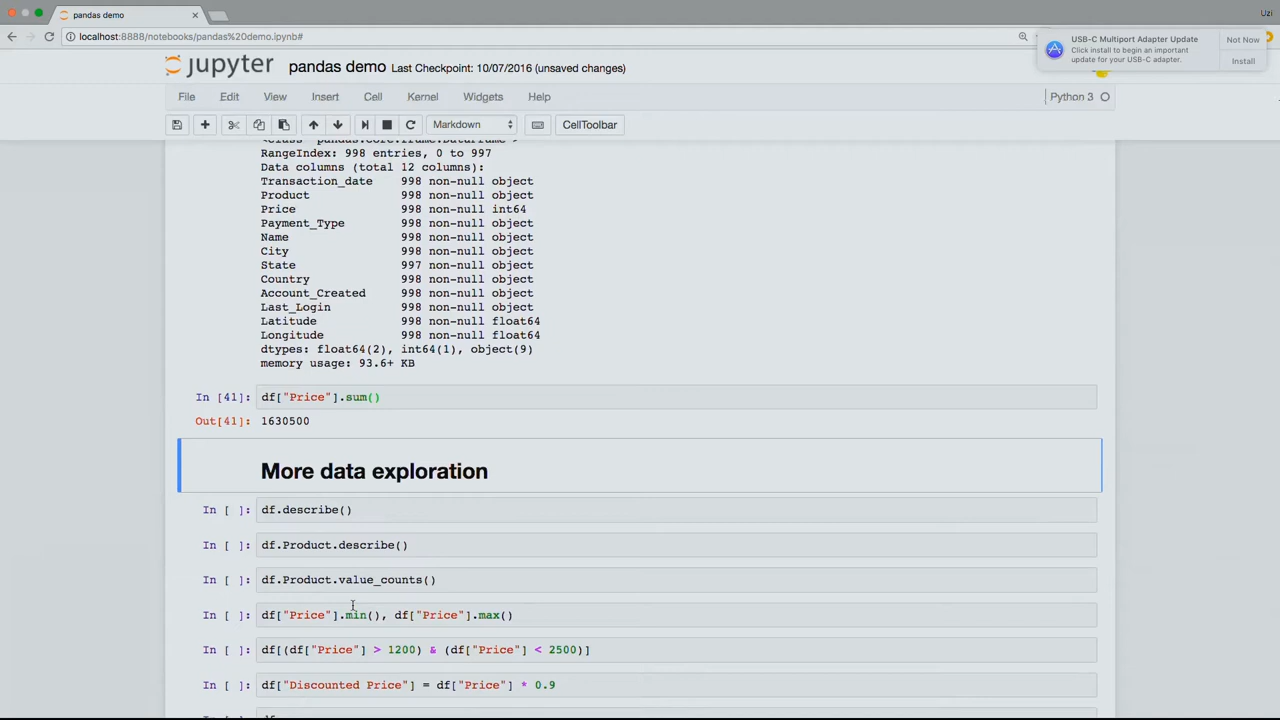 pandas demo
Uzi
localhost:8888/notebooks/pandas%20demo.ipynb#
USB-C Multiport Adapter Update
Click install to begin an important
update for your USB-C adapter.
Not Now
Install
jupyter pandas demo Last Checkpoint: 10/07/2016 (unsaved changes)
File Edit View Insert Cell Kernel Widgets Help Python 3
Markdown CellToolbar
<class 'pandas.core.frame.DataFrame'>
RangeIndex: 998 entries, 0 to 997
Data columns (total 12 columns):
Transaction_date 998 non-null object
Product 998 non-null object
Price 998 non-null int64
Payment_Type 998 non-null object
Name 998 non-null object
City 998 non-null object
State 997 non-null object
Country 998 non-null object
Account_Created 998 non-null object
Last_Login 998 non-null object
Latitude 998 non-null float64
Longitude 998 non-null float64
dtypes: float64(2), int64(1), object(9)
memory usage: 93.6+ KB
In [41]: df["Price"].sum()
Out[41]: 1630500
More data exploration
In [ ]: df.describe()
In [ ]: df.Product.describe()
In [ ]: df.Product.value_counts()
In [ ]: df["Price"].min(), df["Price"].max()
In [ ]: df[(df["Price"] > 1200) & (df["Price"] < 2500)]
In [ ]: df["Discounted Price"] = df["Price"] * 0.9